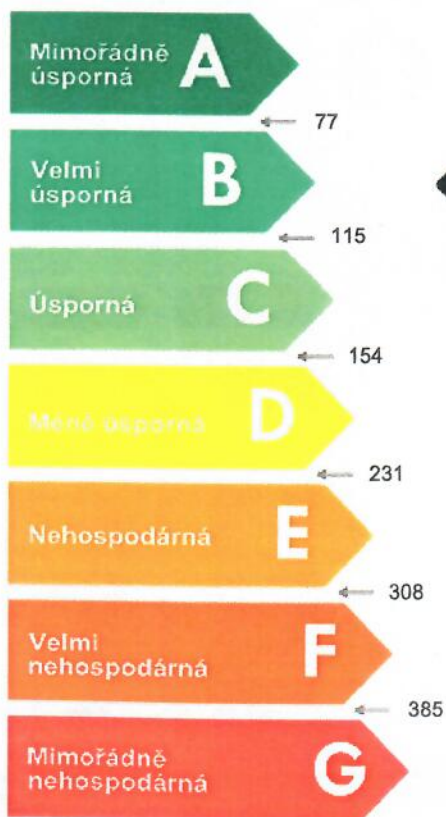 Mimořádně
úsporná
A
77
Velmi
úsporná
B
115
Úsporná
C
154
Méně úsporná
D
231
Nehospodárná
E
308
Velmi
nehospodárná
F
385
Mimořádně
nehospodárná
G